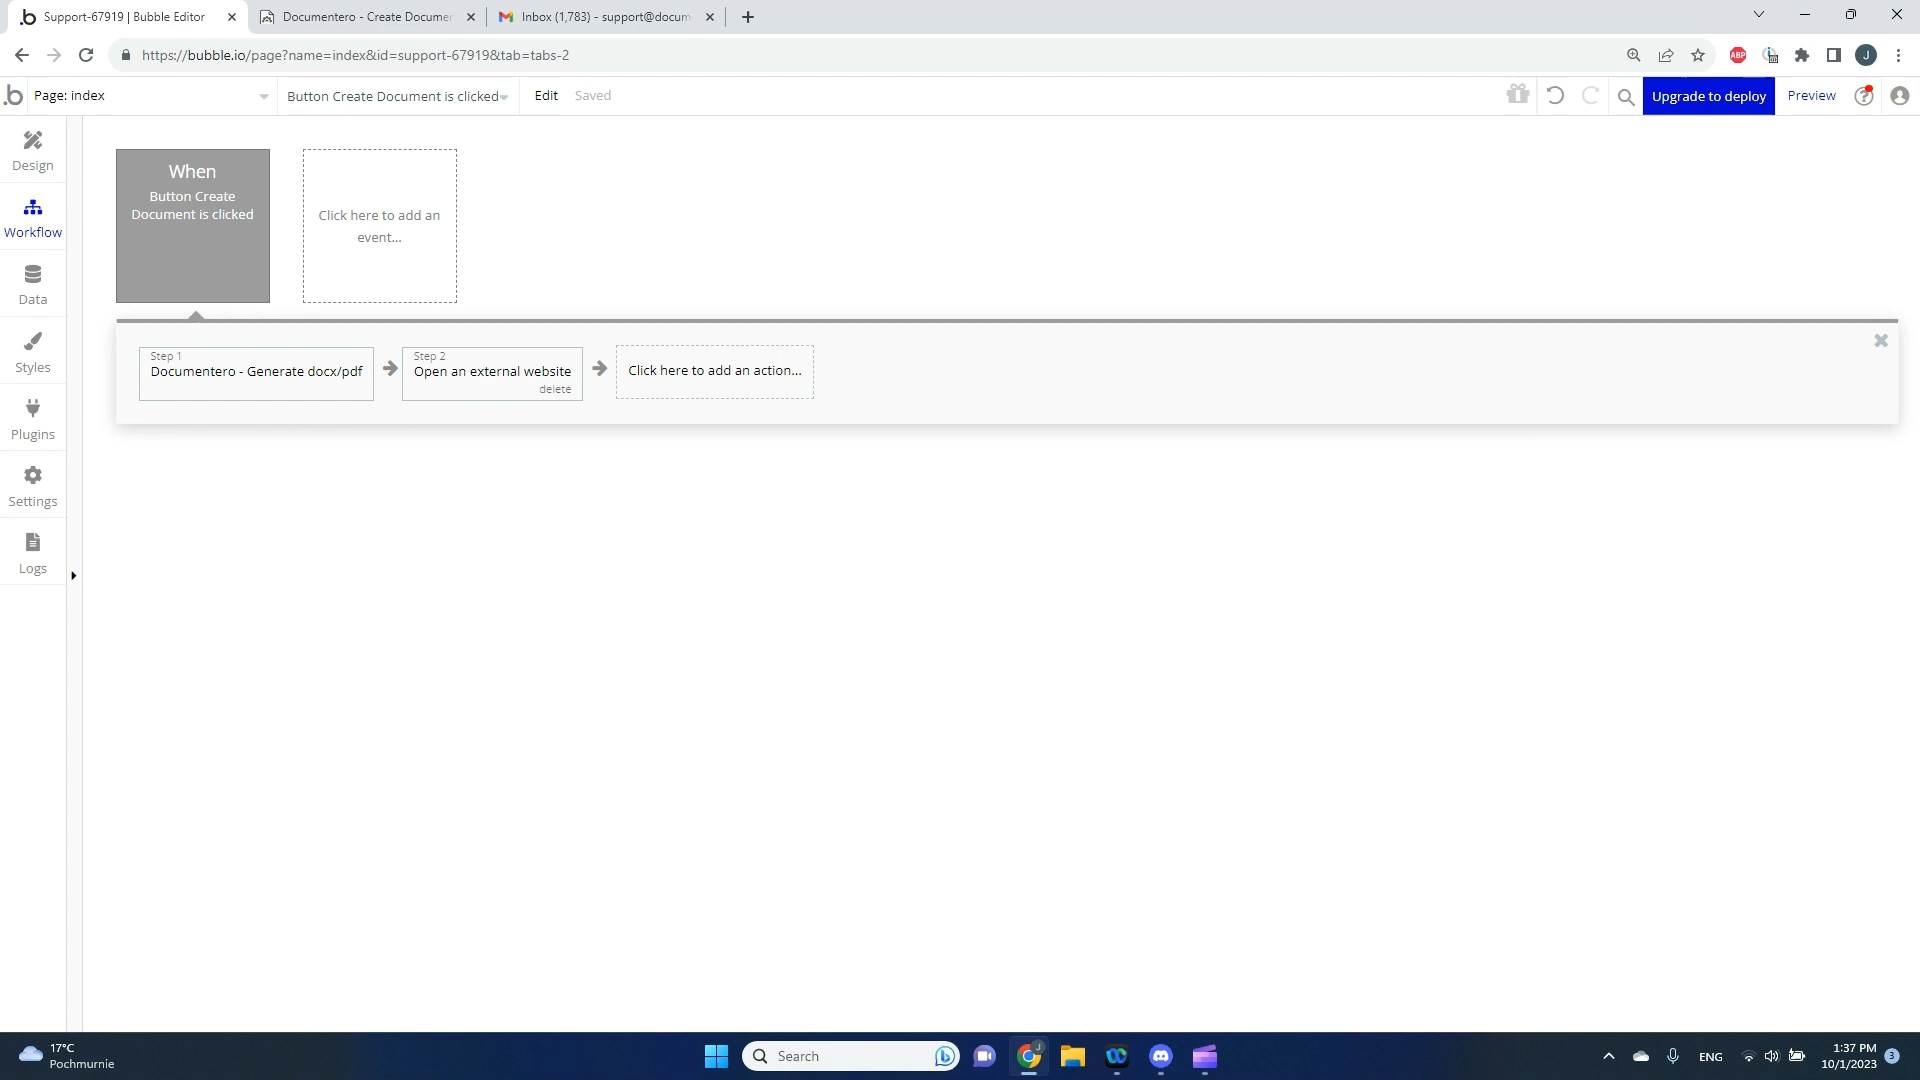 Support-67919 | Bubble Editor
Documentero - Create Documer
Inbox (1,783) - support@docum
https://bubble.io/page?name=index&id=support-67919&tab=tabs-2
ABP
J
.b
Page: index
Button Create Document is clicked
Edit
Saved
Upgrade to deploy
Preview
Design
Workflow
Data
Styles
Plugins
Settings
Logs
When
Button Create
Document is clicked
Click here to add an
event...
Step 1
Documentero - Generate docx/pdf
Step 2
Open an external website
delete
Click here to add an action...
17°C
Pochmurnie
Search
J
ENG
1:37 PM
10/1/2023
3